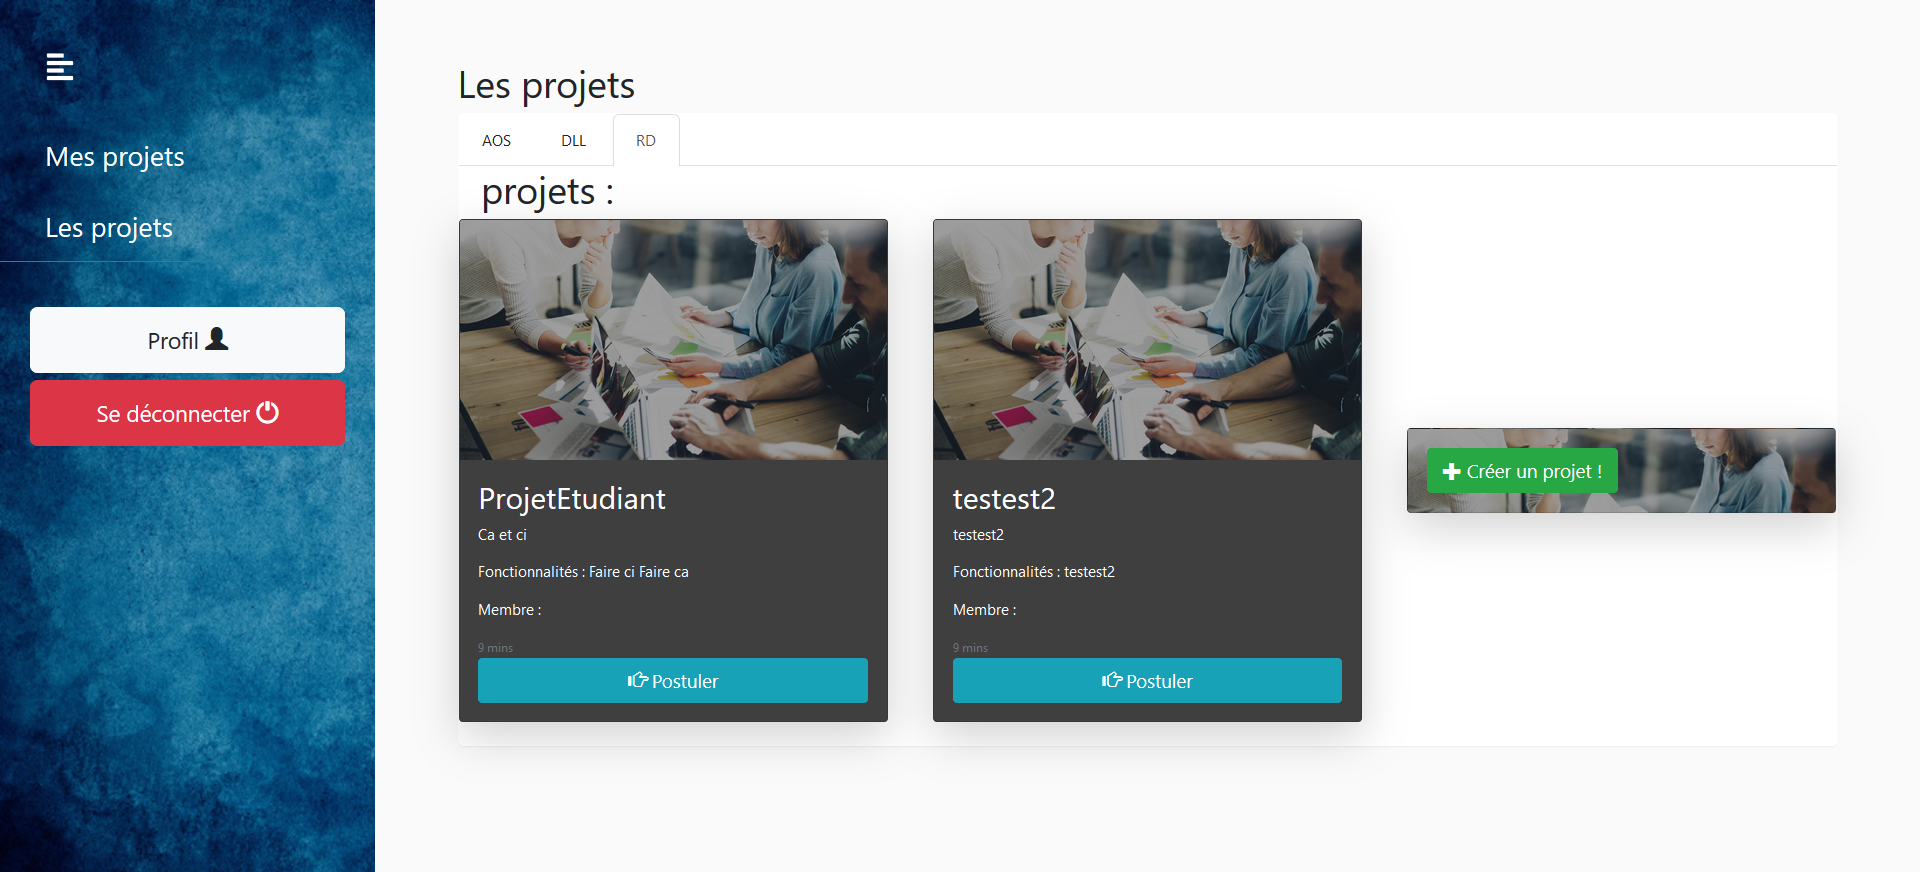 Mes projets
Les projets
Profil
Se déconnecter
Les projets
AOS DLL RD
projets :
ProjetEtudiant
Ca et ci
Fonctionnalités : Faire ci Faire ca
Membre :
9 mins
Postuler
testest2
testest2
Fonctionnalités : testest2
Membre :
9 mins
Postuler
Créer un projet !